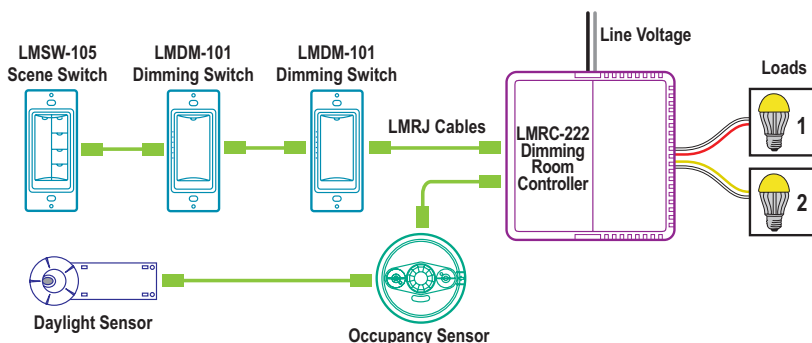 LMSW-105
Scene Switch
LMDM-101
Dimming Switch
LMDM-101
Dimming Switch
LMRJ Cables
Line Voltage
LMRC-222
Dimming
Room
Controller
Loads
1
2
Daylight Sensor
Occupancy Sensor